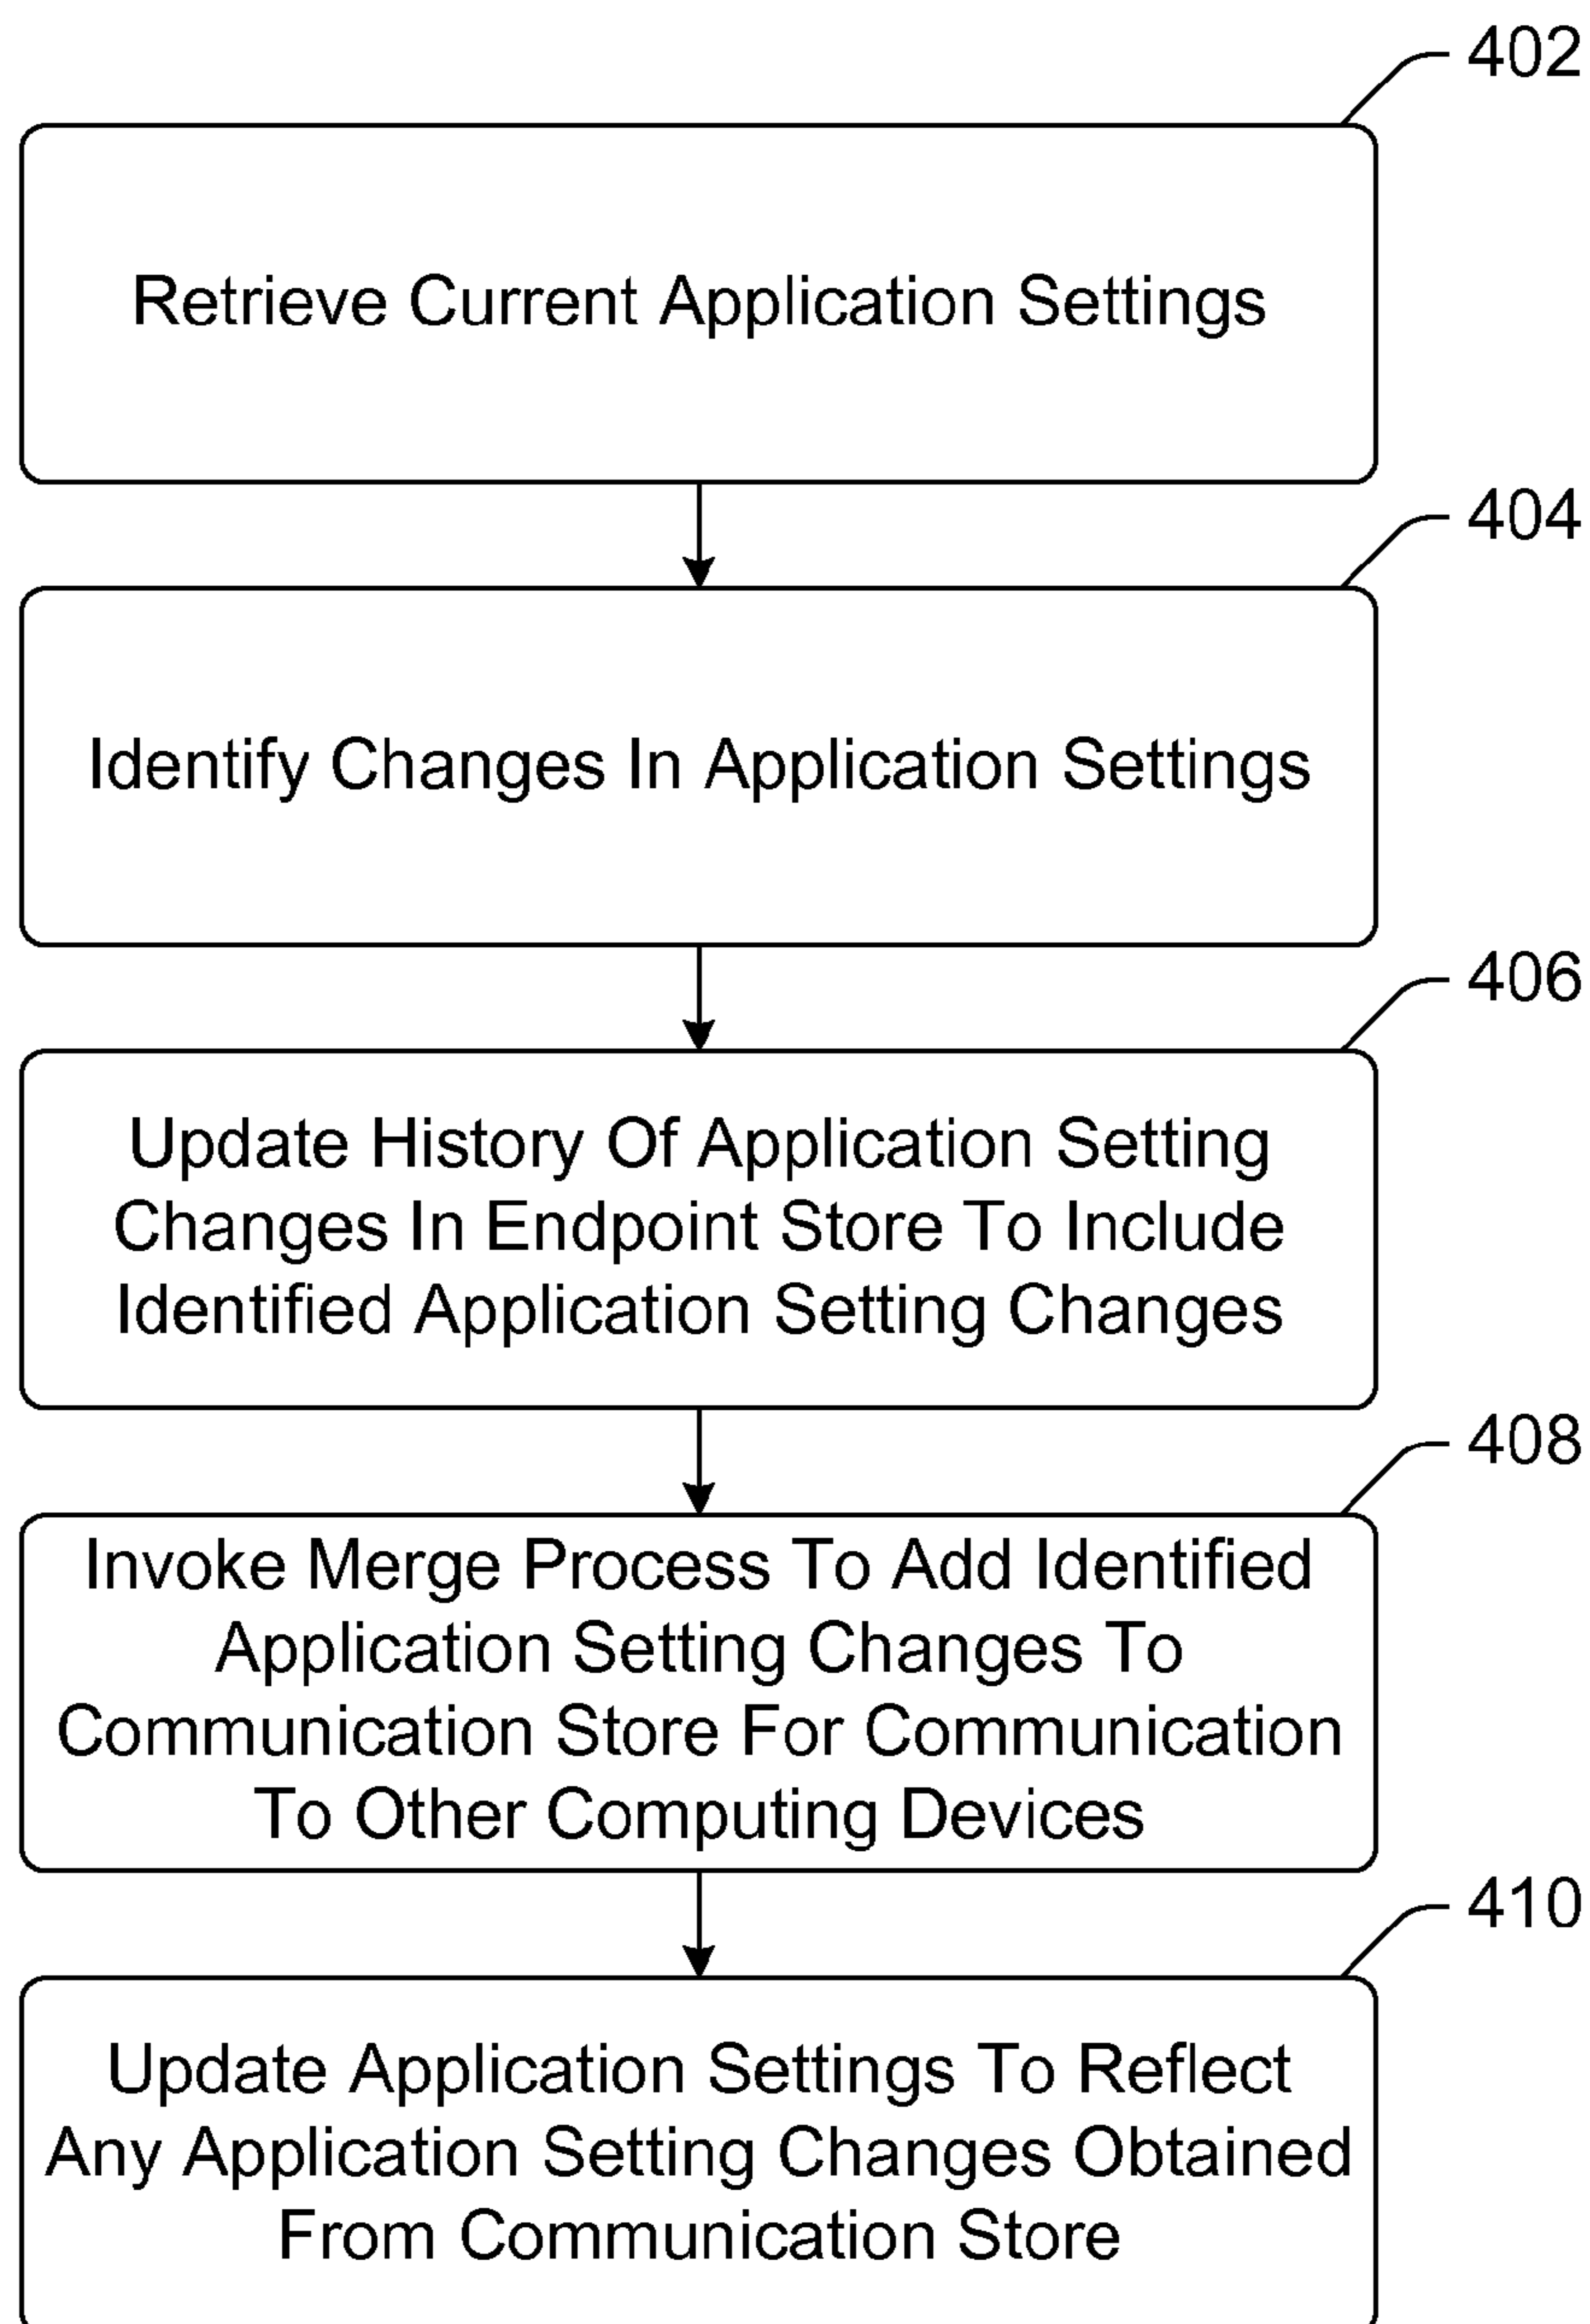 402
Retrieve Current Application Settings
404
Identify Changes In Application Settings
406
Update History Of Application Setting
Changes In Endpoint Store To Include
Identified Application Setting Changes
408
Invoke Merge Process To Add Identified
Application Setting Changes To
Communication Store For Communication
To Other Computing Devices
410
Update Application Settings To Reflect
Any Application Setting Changes Obtained
From Communication Store